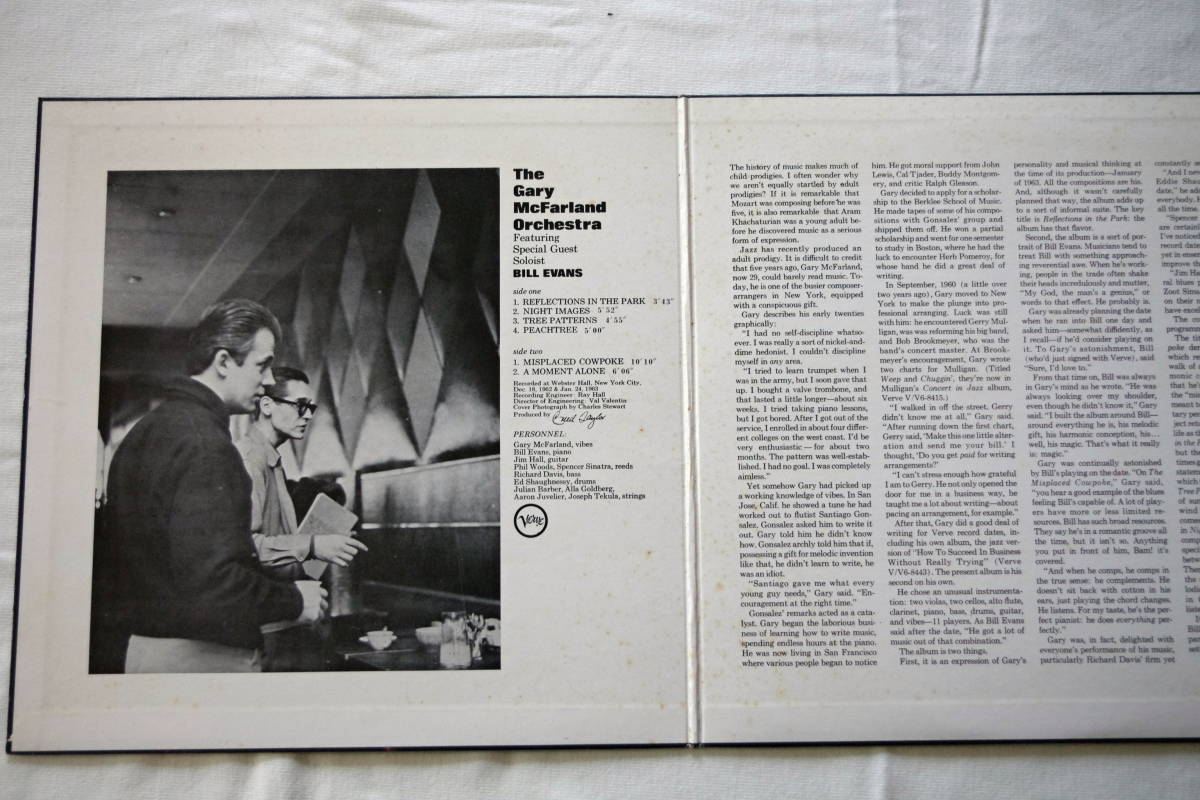 The
Gary
McFarland
Orchestra
Featuring
Special Guest
Soloist
BILL EVANS
side one
1. REFLECTIONS IN THE PARK 3'43"
2. NIGHT IMAGES 5'52"
3. TREE PATTERNS 4'55"
4. PEACHTREE 5'00"
side two
1. MISPLACED COWPOKE 10'10"
2. A MOMENT ALONE 6'06"
Recorded at Webster Hall, New York City,
Dec. 18, 1962 & Jan. 24, 1963
Recording Engineer: Ray Hall
Director of Engineering: Val Valentin
Cover Photograph by Charles Stewart
Produced by Creed Taylor
PERSONNEL:
Gary McFarland, vibes
Bill Evans, piano
Jim Hall, guitar
Phil Woods, Spencer Sinatra, reeds
Richard Davis, bass
Ed Shaughnessy, drums
Julian Barber, Alla Goldberg,
Aaron Juvelier, Joseph Tekula, strings
Verve
The history of music makes much of
child prodigies. I often wonder why
we aren't equally startled by adult
prodigies? If it is remarkable that
Mozart was composing before he was
five, it is also remarkable that Aram
Khachaturian was a young adult be-
fore he discovered music as a serious
form of expression.
Jazz has recently produced an
adult prodigy. It is difficult to credit
that five years ago, Gary McFarland,
now 29, could barely read music. To-
day, he is one of the busier composer-
arrangers in New York, equipped
with a conspicuous gift.
Gary describes his early twenties
graphically:
"I had no self-discipline whatso-
ever. I was really a sort of nickel-and-
dime hedonist. I couldn't discipline
myself in any area.
"I tried to learn trumpet when I
was in the army, but I soon gave that
up. I bought a valve trombone, and
that lasted a little longer—about six
weeks. I tried taking piano lessons,
but I got bored. After I got out of the
service, I enrolled in about four differ-
ent colleges on the west coast. I'd be
very enthusiastic—for about two
months. The pattern was well-estab-
lished. I had no goal. I was completely
aimless."
Yet somehow Gary had picked up
a working knowledge of vibes. In San
Jose, Calif. he showed a tune he had
worked out to flutist Santiago Gon-
salez. Gonsalez asked him to write it
out. Gary told him he didn't know
how. Gonsalez archly told him that if,
possessing a gift for melodic invention
like that, he didn't learn to write, he
was an idiot.
"Santiago gave me what every
young guy needs," Gary said. "En-
couragement at the right time."
Gonsalez' remarks acted as a cata-
lyst. Gary began the laborious busi-
ness of learning how to write music,
spending endless hours at the piano.
He was now living in San Francisco
where various people began to notice
him. He got moral support from John
Lewis, Cal Tjader, Buddy Montgom-
ery, and critic Ralph Gleason.
Gary decided to apply for a scholar-
ship to the Berklee School of Music.
He made tapes of some of his compo-
sitions with Gonsalez' group and
shipped them off. He won a partial
scholarship and went for one semester
to study in Boston, where he had the
luck to encounter Herb Pomeroy, for
whose band he did a great deal of
writing.
In September, 1960 (a little over
two years ago), Gary moved to New
York to make the plunge into pro-
fessional arranging. Luck was still
with him: he encountered Gerry Mul-
ligan, was reforming his big band,
and Bob Brookmeyer, who was the
band's concert master. At Brook-
meyer's encouragement, Gary wrote
two charts for Mulligan. (Titled
Weep and Chuggin', they're now in
Mulligan's Concert in Jazz album,
Verve V/V6-8415.)
"I walked in off the street. Gerry
didn't know me at all," Gary said.
"After running down the first chart,
Gerry said, 'Make this one little alter-
ation and send me your bill.' I
thought, 'Do you get paid for writing
arrangements?'
"I can't stress enough how grateful
I am to Gerry. He not only opened the
door for me in a business way, he
taught me a lot about writing—about
pacing an arrangement, for example."
After that, Gary did a good deal of
writing for Verve record dates, in-
cluding his own album, the jazz ver-
sion of "How To Succeed In Business
Without Really Trying" (Verve
V/V6-8443). The present album is his
second on his own.
He chose an unusual instrumenta-
tion: two violas, two cellos, alto flute,
clarinet, piano, bass, drums, guitar,
and vibes—11 players. As Bill Evans
said after the date, "He got a lot of
music out of that combination."
The album is two things.
First, it is an expression of Gary's
personality and musical thinking at
the time of its production—January
of 1963. All the compositions are his.
And, although it wasn't carefully
planned that way, the album adds up
to a sort of informal suite. The key
title is Reflections in the Park: the
album has that flavor.
Second, the album is a sort of por-
trait of Bill Evans. Musicians tend to
treat Bill with something approach-
ing reverential awe. When he's work-
ing, people in the trade often shake
their heads incredulously and mutter,
"My God, the man's a genius," or
words to that effect. He probably is.
Gary was already planning the date
when he ran into Bill one day and
asked him—somewhat diffidently, as
I recall—if he'd consider playing on
it. To Gary's astonishment, Bill
(who'd just signed with Verve), said
"Sure, I'd love to."
From that time on, Bill was always
in Gary's mind as he wrote. "He was
always looking over my shoulder,
even though he didn't know it," Gary
said. "I built the album around Bill—
around everything he is, his melodic
gift, his harmonic conception, his...
well, his magic. That's what it really
is: magic."
Gary was continually astonished
by Bill's playing on the date. "On The
Misplaced Cowpoke," Gary said,
"you hear a good example of the blues
feeling Bill's capable of. A lot of play-
ers have more or less limited re-
sources. Bill has such broad resources.
They say he's in a romantic groove all
the time, but it isn't so. Anything
you put in front of him, Bam! it's
covered.
"And when he comps, he comps in
the true sense: he complements. He
doesn't sit back with cotton in his
ears, just playing the chord changes.
He listens. For my taste, he's the per-
fect pianist: he does everything per-
fectly."
Gary was, in fact, delighted with
everyone's performance of his music,
particularly Richard Davis' firm yet
constantly
"And I
Eddie
date," he
everybody.
all the time.
"Spencer
are
I've noticed
record
yet in
improve
"Jim
ral blues
Zoot
on their
have
The
programm
The
poke
which
walk of
monic
that he
the
meant
tary
ject
life as
in the
but the
times